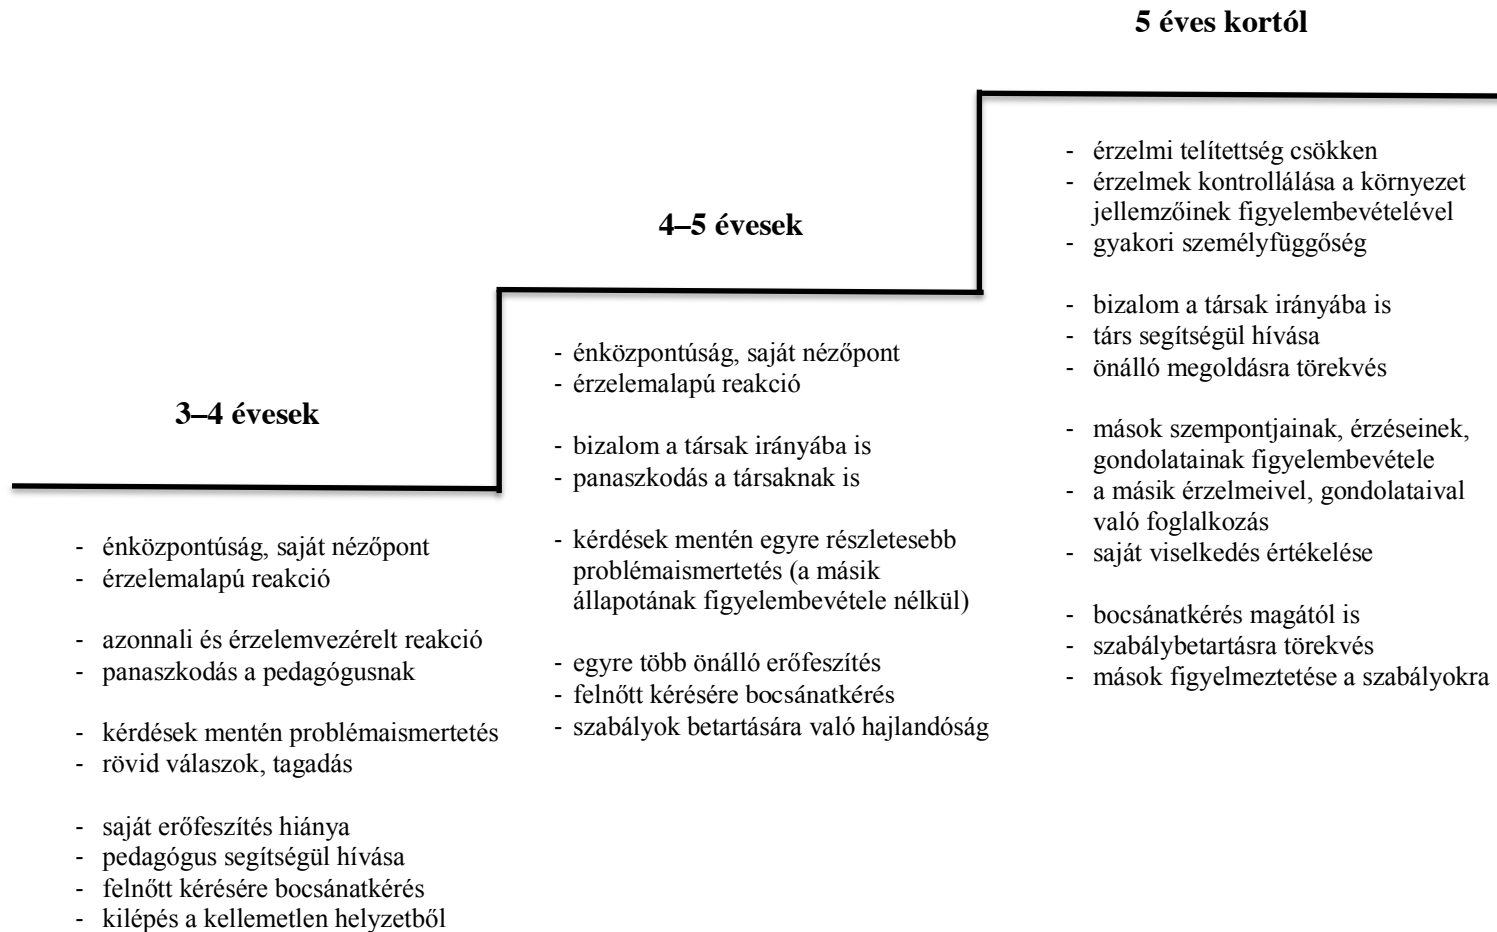 3–4 évesek
- énközpontúság, saját nézőpont
- érzelemalapú reakció
- azonnali és érzelemvezérelt reakció
- panaszkodás a pedagógusnak
- kérdések mentén problémaismertetés
- rövid válaszok, tagadás
- saját erőfeszítés hiánya
- pedagógus segítségül hívása
- felnőtt kérésére bocsánatkérés
- kilépés a kellemetlen helyzetből
4–5 évesek
- énközpontúság, saját nézőpont
- érzelemalapú reakció
- bizalom a társak irányába is
- panaszkodás a társaknak is
- kérdések mentén egyre részletesebb
problémaismertetés (a másik
állapotának figyelembevétele nélkül)
- egyre több önálló erőfeszítés
- felnőtt kérésére bocsánatkérés
- szabályok betartására való hajlandóság
5 éves kortól
- érzelmi telítettség csökken
- érzelmek kontrollálása a környezet
jellemzőinek figyelembevételével
- gyakori személyfüggőség
- bizalom a társak irányába is
- társ segítségül hívása
- önálló megoldásra törekvés
- mások szempontjainak, érzéseinek,
gondolatainak figyelembevétele
- a másik érzelmeivel, gondolataival
való foglalkozás
- saját viselkedés értékelése
- bocsánatkérés magától is
- szabálybetartásra törekvés
- mások figyelmeztetése a szabályokra